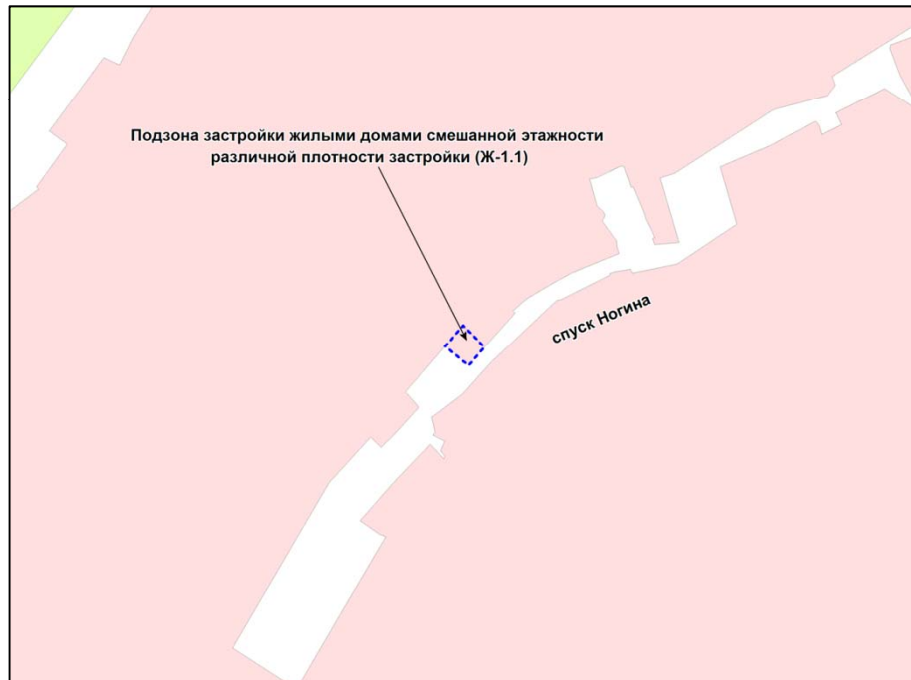 Подзона застройки жилыми домами смешанной этажности
различной плотности застройки (Ж-1.1)
спуск Ногина